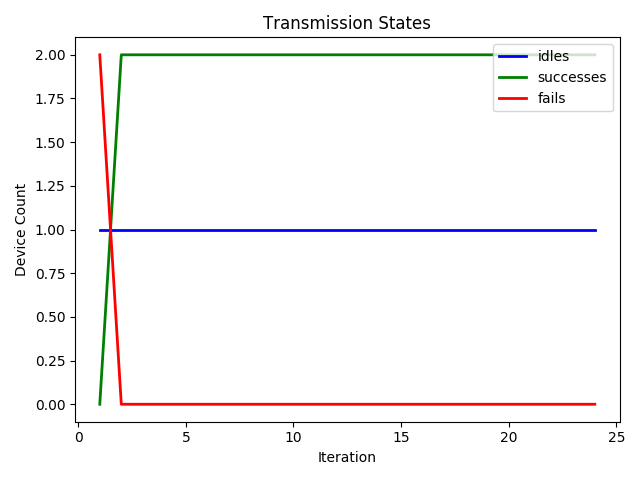 Transmission States
idles
successes
fails
2.00
1.75
1.50
1.25
1.00
0.75
0.50
0.25
0.00
Device Count
0 5 10 15 20 25
Iteration